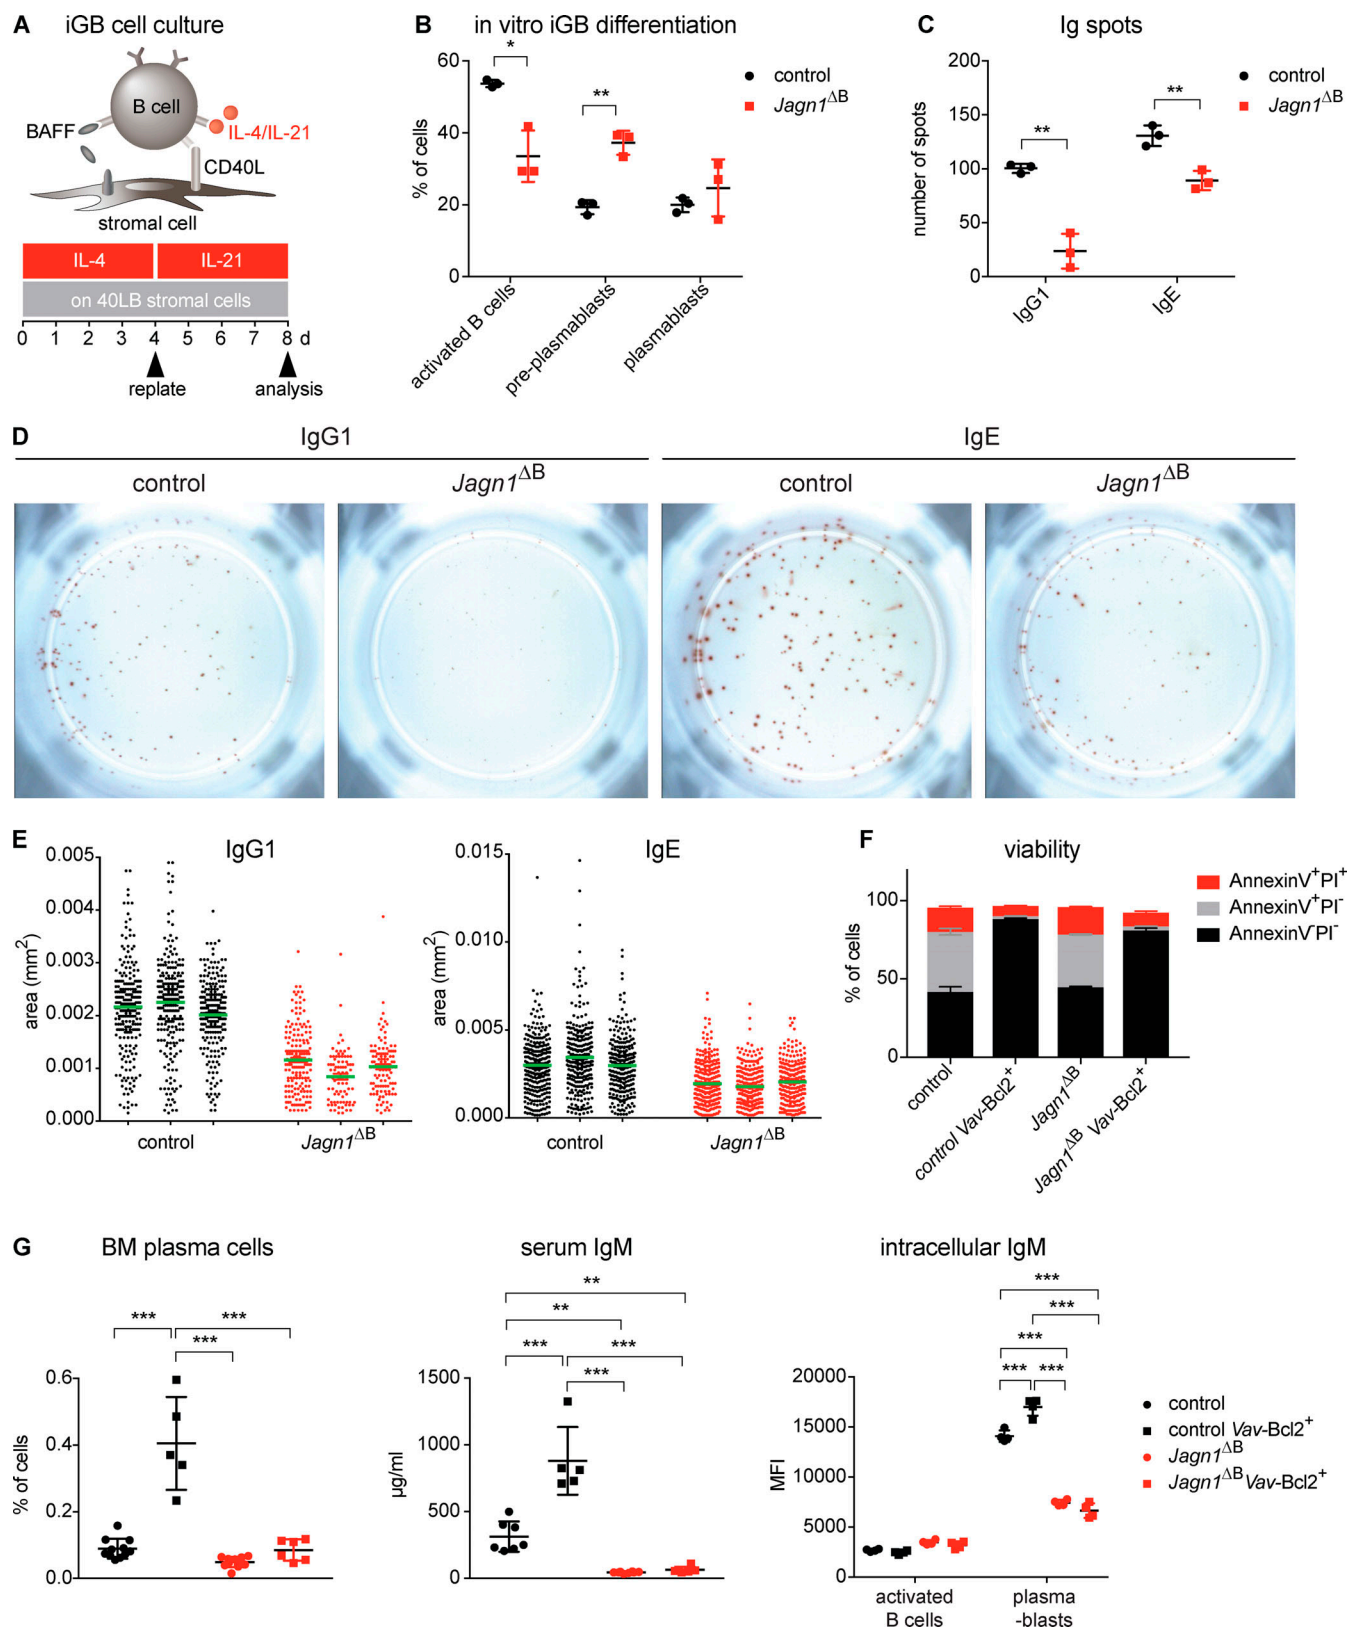 A iGB cell culture
B cell
BAFF
IL-4/IL-21
CD40L
stromal cell
IL-4 IL-21
on 40LB stromal cells
0 1 2 3 4 5 6 7 8 d
replate analysis
B in vitro iGB differentiation
control
Jagn1ΔB
% of cells
60
40
20
0
* **
activated B cells
pre-plasmablasts
plasmablasts
C Ig spots
control
Jagn1ΔB
number of spots
200
150
100
50
0
** **
IgG1
IgE
D IgG1 IgE
control Jagn1ΔB control Jagn1ΔB
E IgG1
area (mm2)
0.005
0.004
0.003
0.002
0.001
0.000
control Jagn1ΔB
IgE
area (mm2)
0.015
0.010
0.005
0.000
control Jagn1ΔB
F viability
% of cells
100
50
0
AnnexinV+PI+
AnnexinV+PI-
AnnexinV-PI-
control
control Vav-Bcl2+
Jagn1ΔB
Jagn1ΔB Vav-Bcl2+
G BM plasma cells
*** ***
***
% of cells
0.6
0.4
0.2
0.0
serum IgM
**
**
*** ***
***
µg/ml
1500
1000
500
0
intracellular IgM
***
***
***
*** ***
MFI
20000
15000
10000
5000
0
activated
B cells
plasma
-blasts
control
control Vav-Bcl2+
Jagn1ΔB
Jagn1ΔB Vav-Bcl2+